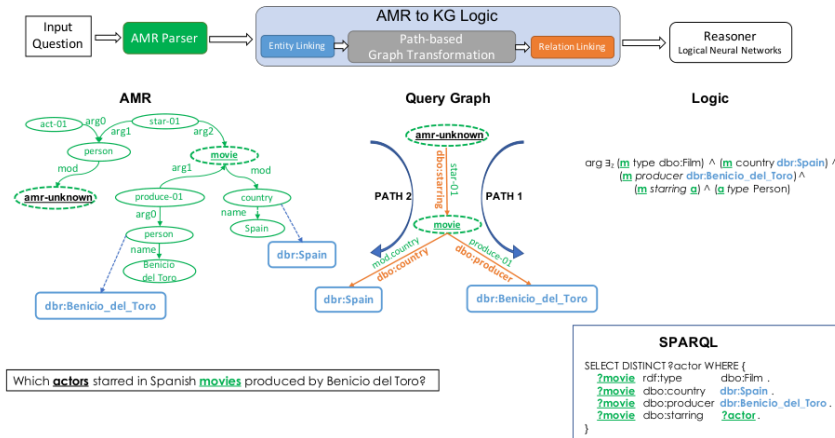 AMR to KG Logic
Input
Question
AMR Parser
Entity Linking
Path-based
Graph Transformation
Relation Linking
Reasoner
Logical Neural Networks
AMR
act-01
arg0
arg1
star-01
arg2
person
mod
amr-unknown
movie
arg1
mod
produce-01
country
arg0
name
person
Spain
name
Benicio
del Toro
dbr:Spain
dbr:Benicio_del_Toro
Query Graph
amr-unknown
dbo:starring
star-01
PATH 2
PATH 1
movie
mod.country
dbo:country
produce-01
dbo:producer
dbr:Spain
dbr:Benicio_del_Toro
Logic
arg ∃₂ (m type dbo:Film) ^ (m country dbr:Spain) ^
(m producer dbr:Benicio_del_Toro) ^
(m starring a) ^ (a type Person)
Which actors starred in Spanish movies produced by Benicio del Toro?
SPARQL
SELECT DISTINCT ?actor WHERE {
?movie rdf:type dbo:Film .
?movie dbo:country dbr:Spain .
?movie dbo:producer dbr:Benicio_del_Toro .
?movie dbo:starring ?actor .
}